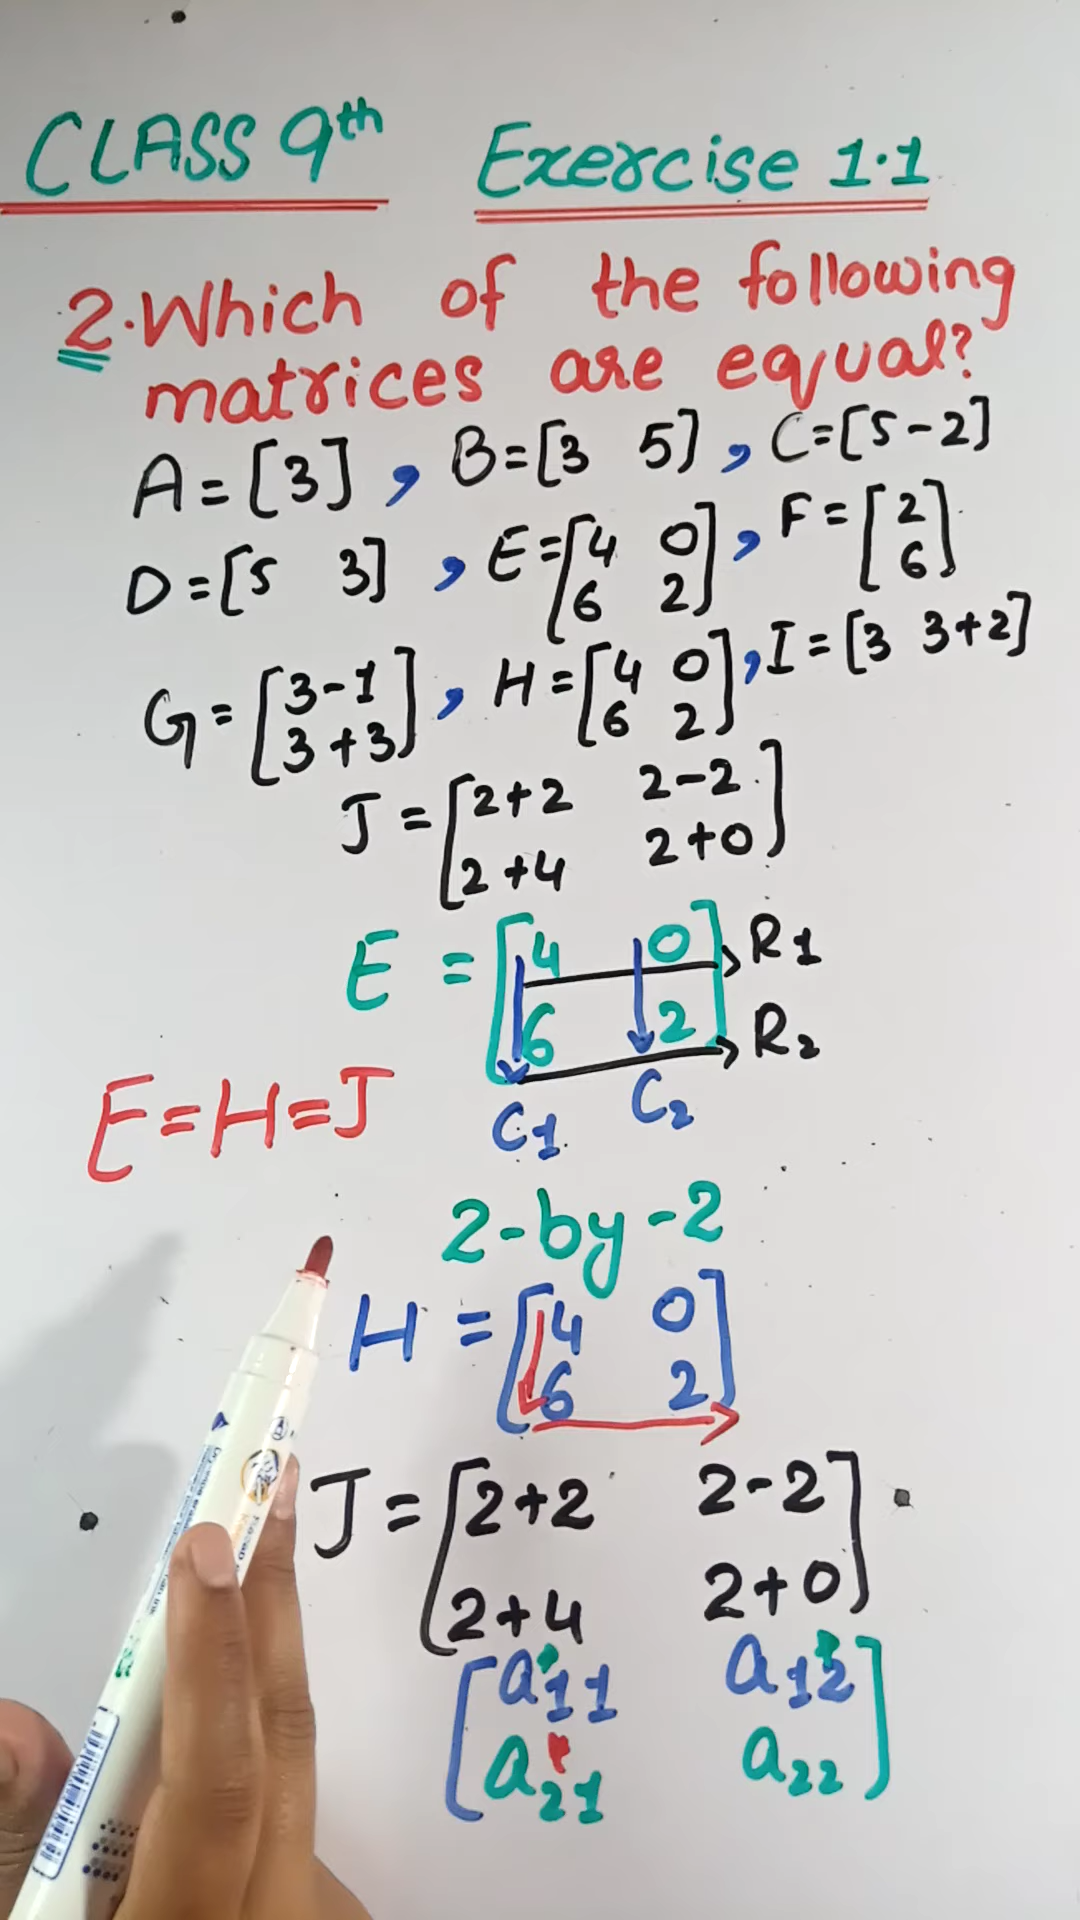 CLASS 9th Exercise 1.1
2. Which of the following
matrices are equal?
A = [3] , B = [3 5] , C = [5-2]
D = [5 3] , E = [4 0 , F = [2
6 2] 6]
G = [3-1 , H = [4 0 , I = [3 3+2]
3+3] 6 2]
J = [2+2 2-2
2+4 2+0]
E = [4 0] R1
6 2 R2
E=H=J
C1 C2
2-by-2
H = [4 0
6 2]
J = [2+2 2-2
2+4 2+0]
[a11 a12
a21 a22]